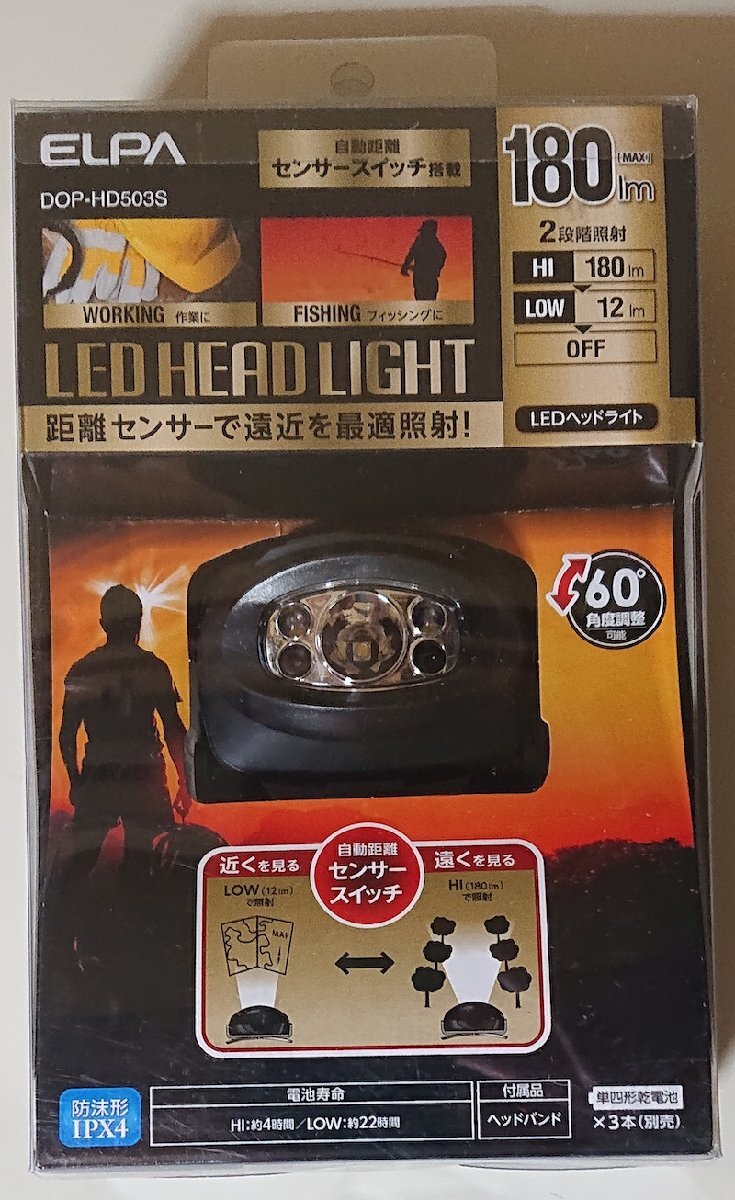 ELPA
DOP-HD503S
自動距離
センサースイッチ搭載
180lm [MAX]
2段階照射
HI 180lm
LOW 12lm
OFF
WORKING 作業に
FISHING フィッシングに
LED HEAD LIGHT
距離センサーで遠近を最適照射!
LEDヘッドライト
60°
角度調整
可能
自動距離
センサー
スイッチ
近くを見る
LOW(12lm)
で照射
MAP
遠くを見る
HI(180lm)
で照射
防沫形
IPX4
電池寿命
HI:約4時間/LOW:約22時間
付属品
ヘッドバンド
単四形乾電池
×3本(別売)